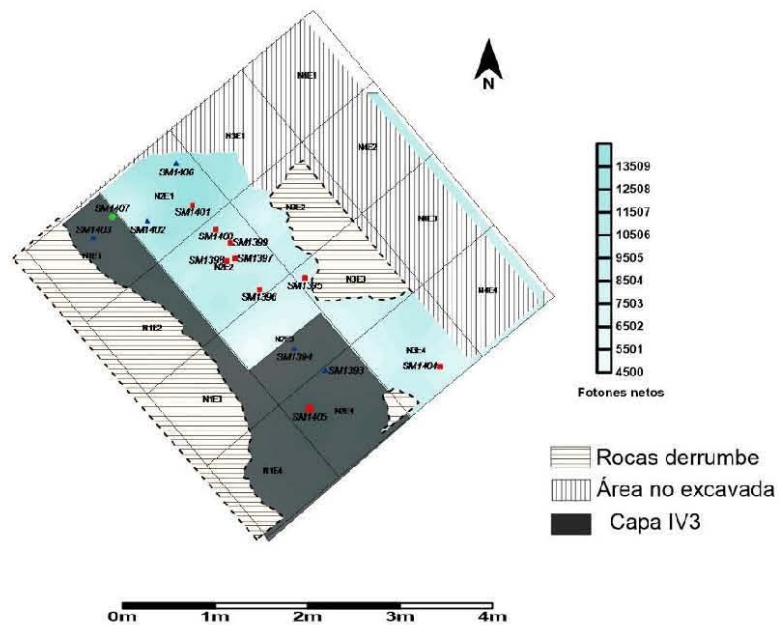 N4E1
N
N3E1
N4E2
SM1406
N2E1
SM1407
SM1401
N3E2
SM1402
SM1403
SM1400
SM1399
N4E3
N1E1
SM1398
SM1397
N2E2
N3E3
SM1395
N4E4
SM1396
N1E2
N2E3
SM1394
N3E4
SM1393
SM1404
N1E3
SM1405
N2E4
N1E4
13509
12508
11507
10506
9505
8504
7503
6502
5501
4500
Fotones netos
Rocas derrumbe
Área no excavada
Capa IV3
0m 1m 2m 3m 4m